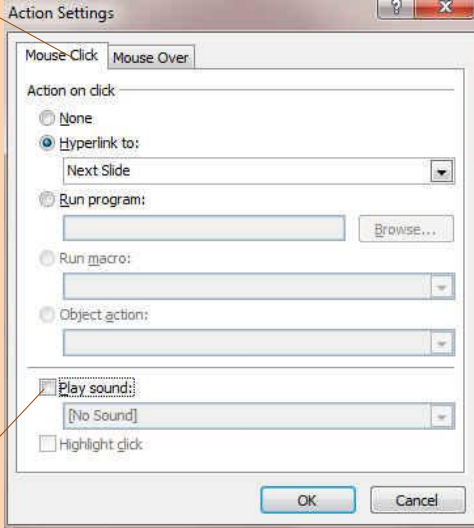 Action Settings
Mouse Click Mouse Over
Action on click
None
Hyperlink to:
Next Slide
Run program:
Browse...
Run macro:
Object action:
Play sound:
[No Sound]
Highlight click
OK Cancel